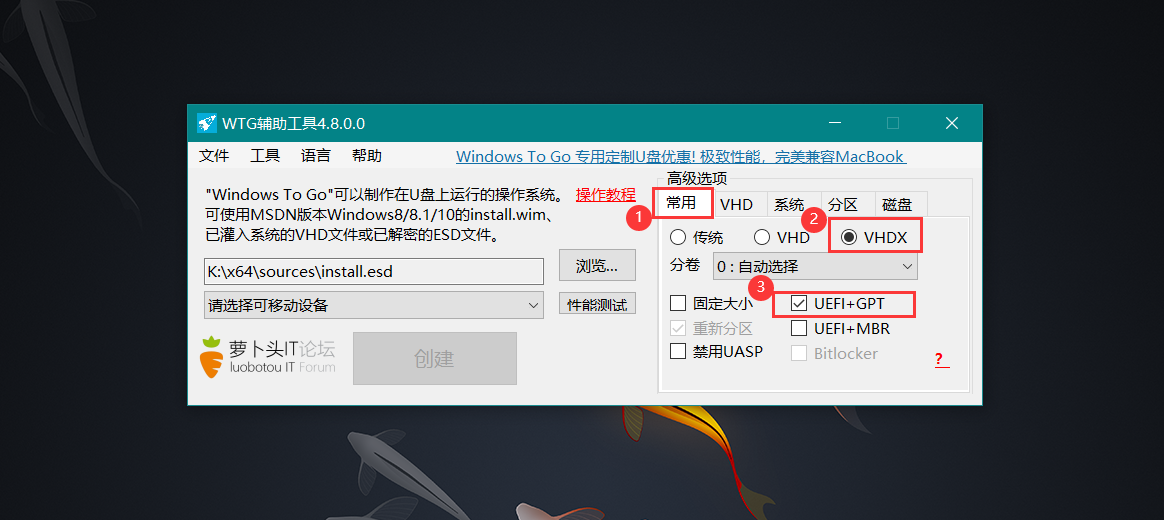 WTG辅助工具4.8.0.0
文件 工具 语言 帮助
Windows To Go 专用定制U盘优惠! 极致性能，完美兼容MacBook
"Windows To Go"可以制作在U盘上运行的操作系统。 操作教程
可使用MSDN版本Windows8/8.1/10的install.wim、
已灌入系统的VHD文件或已解密的ESD文件。
K:\x64\sources\install.esd
浏览...
请选择可移动设备
性能测试
萝卜头IT论坛
luobotou IT Forum
创建
高级选项
1 常用 VHD 系统 分区 磁盘
传统 VHD 2 VHDX
分卷 0 : 自动选择
固定大小 3 UEFI+GPT
重新分区 UEFI+MBR
禁用UASP Bitlocker
?